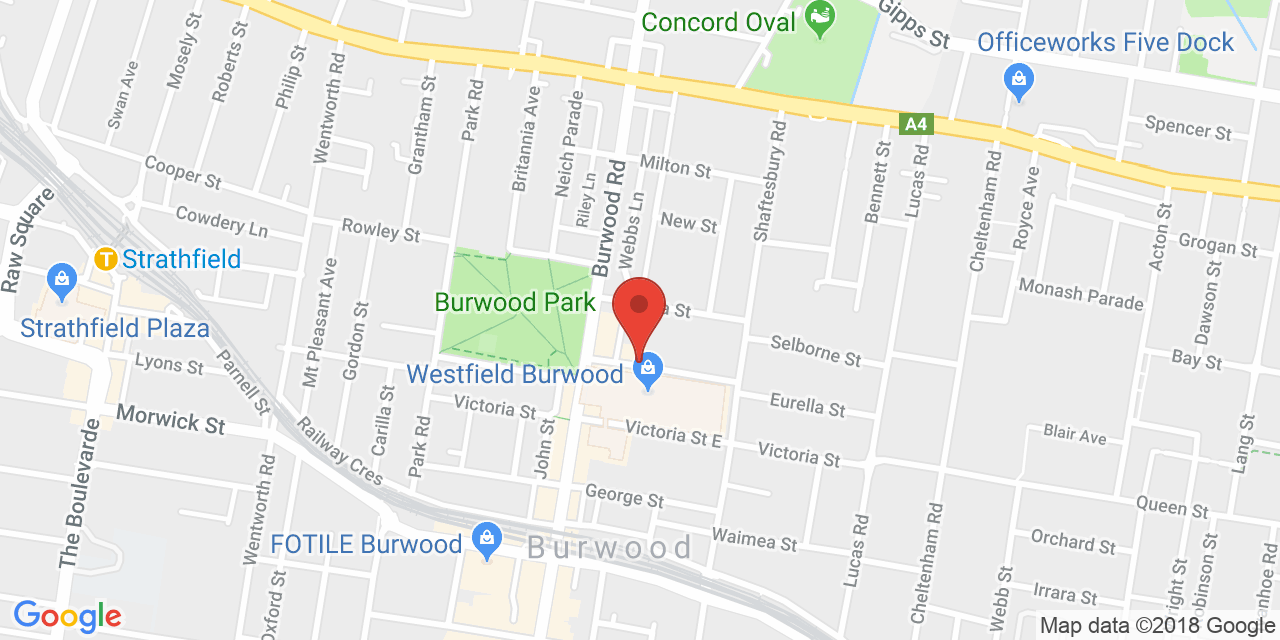 Concord Oval
Gipps St
Officeworks Five Dock
Mosely St
Roberts St
Swan Ave
Philip St
Wentworth Rd
Grantham St
Park Rd
Britannia Ave
Neich Parade
Riley Ln
Burwood Rd
Webbs Ln
A4
Spencer St
Milton St
Shaftesbury Rd
Bennett St
Lucas Rd
Cheltenham Rd
Royce Ave
Acton St
Cooper St
Cowdery Ln
Rowley St
New St
Grogan St
Raw Square
T
Strathfield
Burwood Park
Monash Parade
Dawson St
Strathfield Plaza
Mt Pleasant Ave
Gordon St
a St
Selborne St
Bay St
Lyons St
Parnell St
Westfield Burwood
Carilla St
Park Rd
Victoria St
Eurella St
Morwick St
Railway Cres
John St
Victoria St E
Victoria St
Blair Ave
Lang St
The Boulevarde
Wentworth Rd
George St
Queen St
FOTILE Burwood
Burwood
Waimea St
Lucas Rd
Cheltenham Rd
Orchard St
Webb St
Irrara St
Oxford St
right St
obinson St
enhoe Rd
Google
Map data ©2018 Google